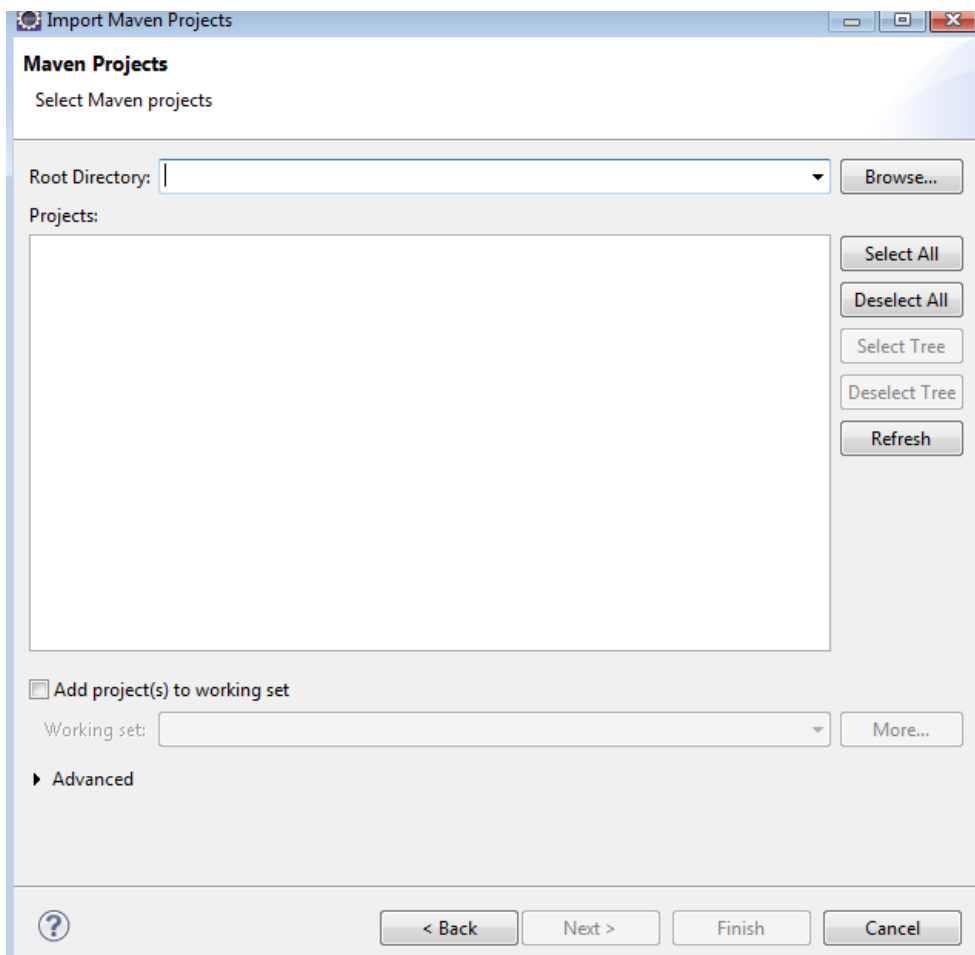 Import Maven Projects
Maven Projects
Select Maven projects
Root Directory:
Browse...
Projects:
Select All
Deselect All
Select Tree
Deselect Tree
Refresh
Add project(s) to working set
Working set:
More...
Advanced
?
< Back
Next >
Finish
Cancel